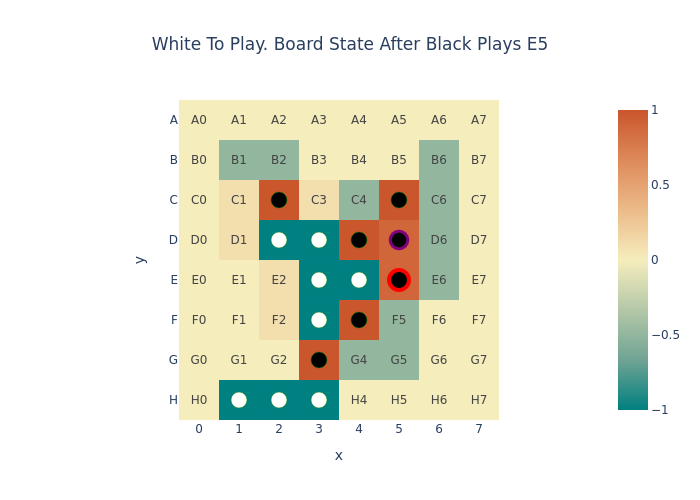 White To Play. Board State After Black Plays E5
A A0 A1 A2 A3 A4 A5 A6 A7
B B0 B1 B2 B3 B4 B5 B6 B7
C C0 C1 C3 C4 C6 C7
D D0 D1 D6 D7
E E0 E1 E2 E6 E7
F F0 F1 F2 F5 F6 F7
G G0 G1 G2 G4 G5 G6 G7
H H0 H4 H5 H6 H7
0 1 2 3 4 5 6 7
x
y
1
0.5
0
−0.5
−1